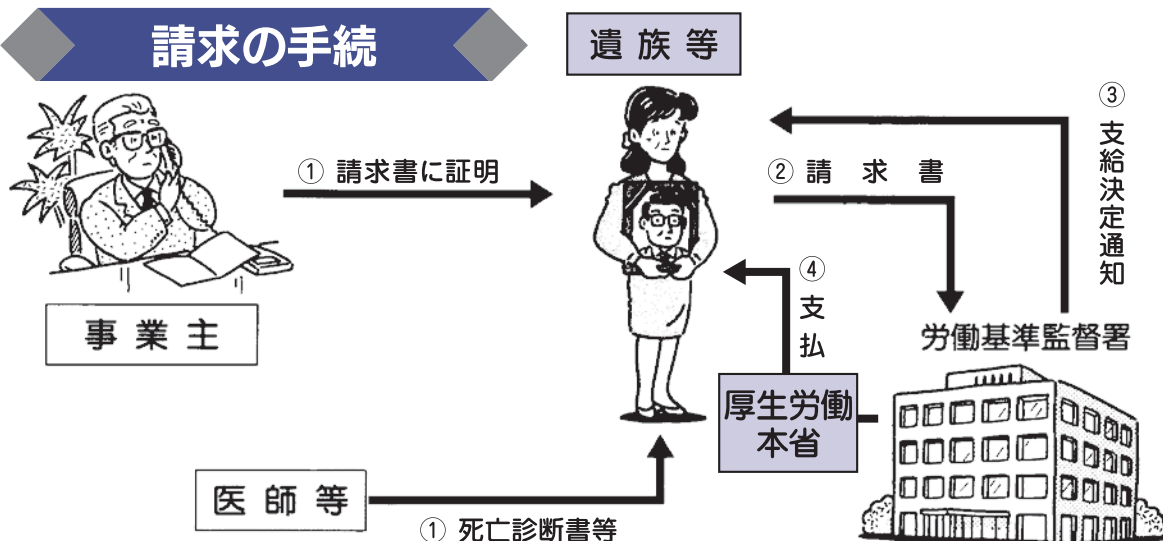 請求の手続
遺族等
① 請求書に証明
② 請求書
③ 支給決定通知
④ 支払
事業主
労働基準監督署
厚生労働
本省
医師等
① 死亡診断書等